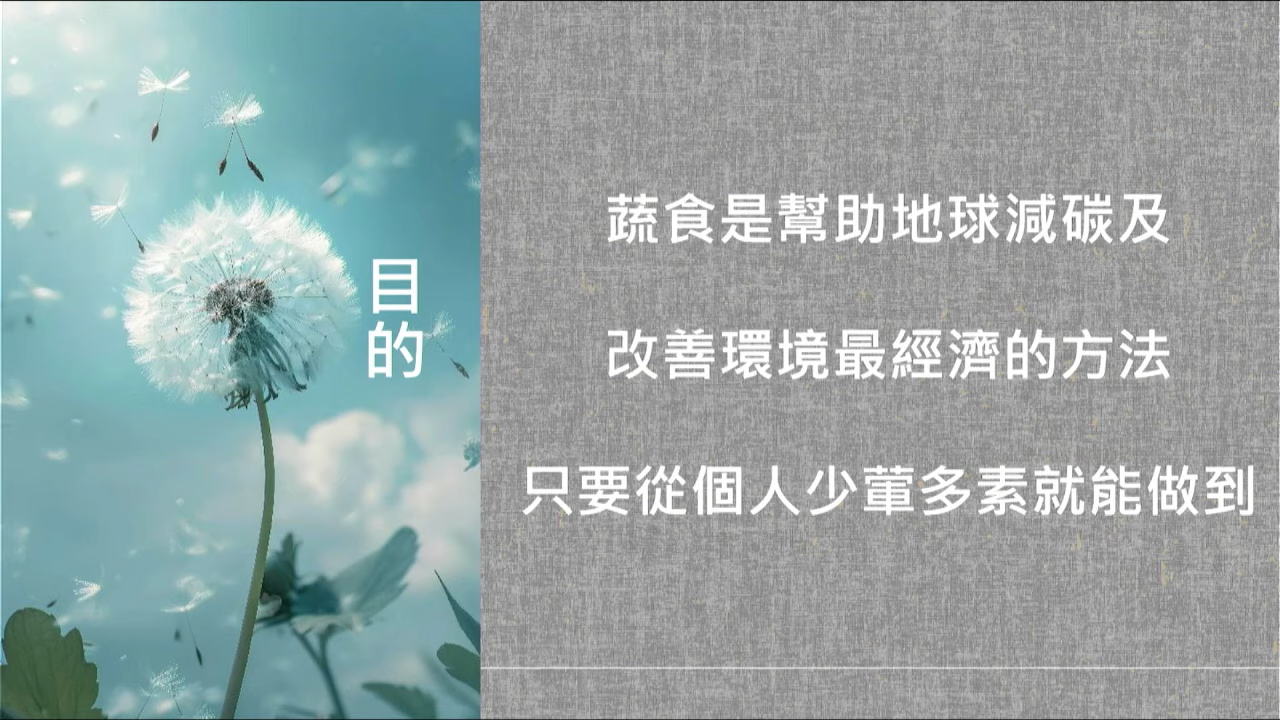 目的
蔬食是幫助地球減碳及
改善環境最經濟的方法
只要從個人少葷多素就能做到